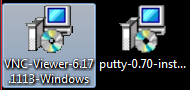 VNC-Viewer-6.17
.1113-Windows
putty-0.70-inst...